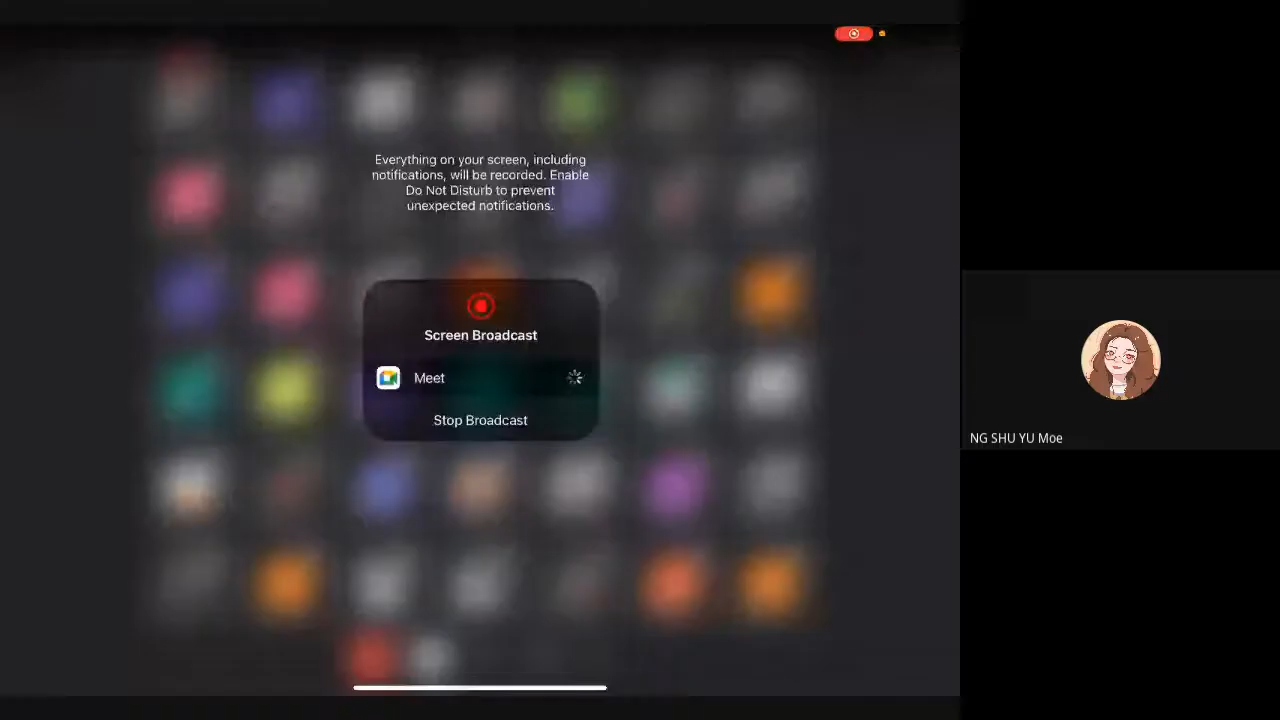 Everything on your screen, including
notifications, will be recorded. Enable
Do Not Disturb to prevent
unexpected notifications.
Screen Broadcast
Meet
Stop Broadcast
NG SHU YU Moe